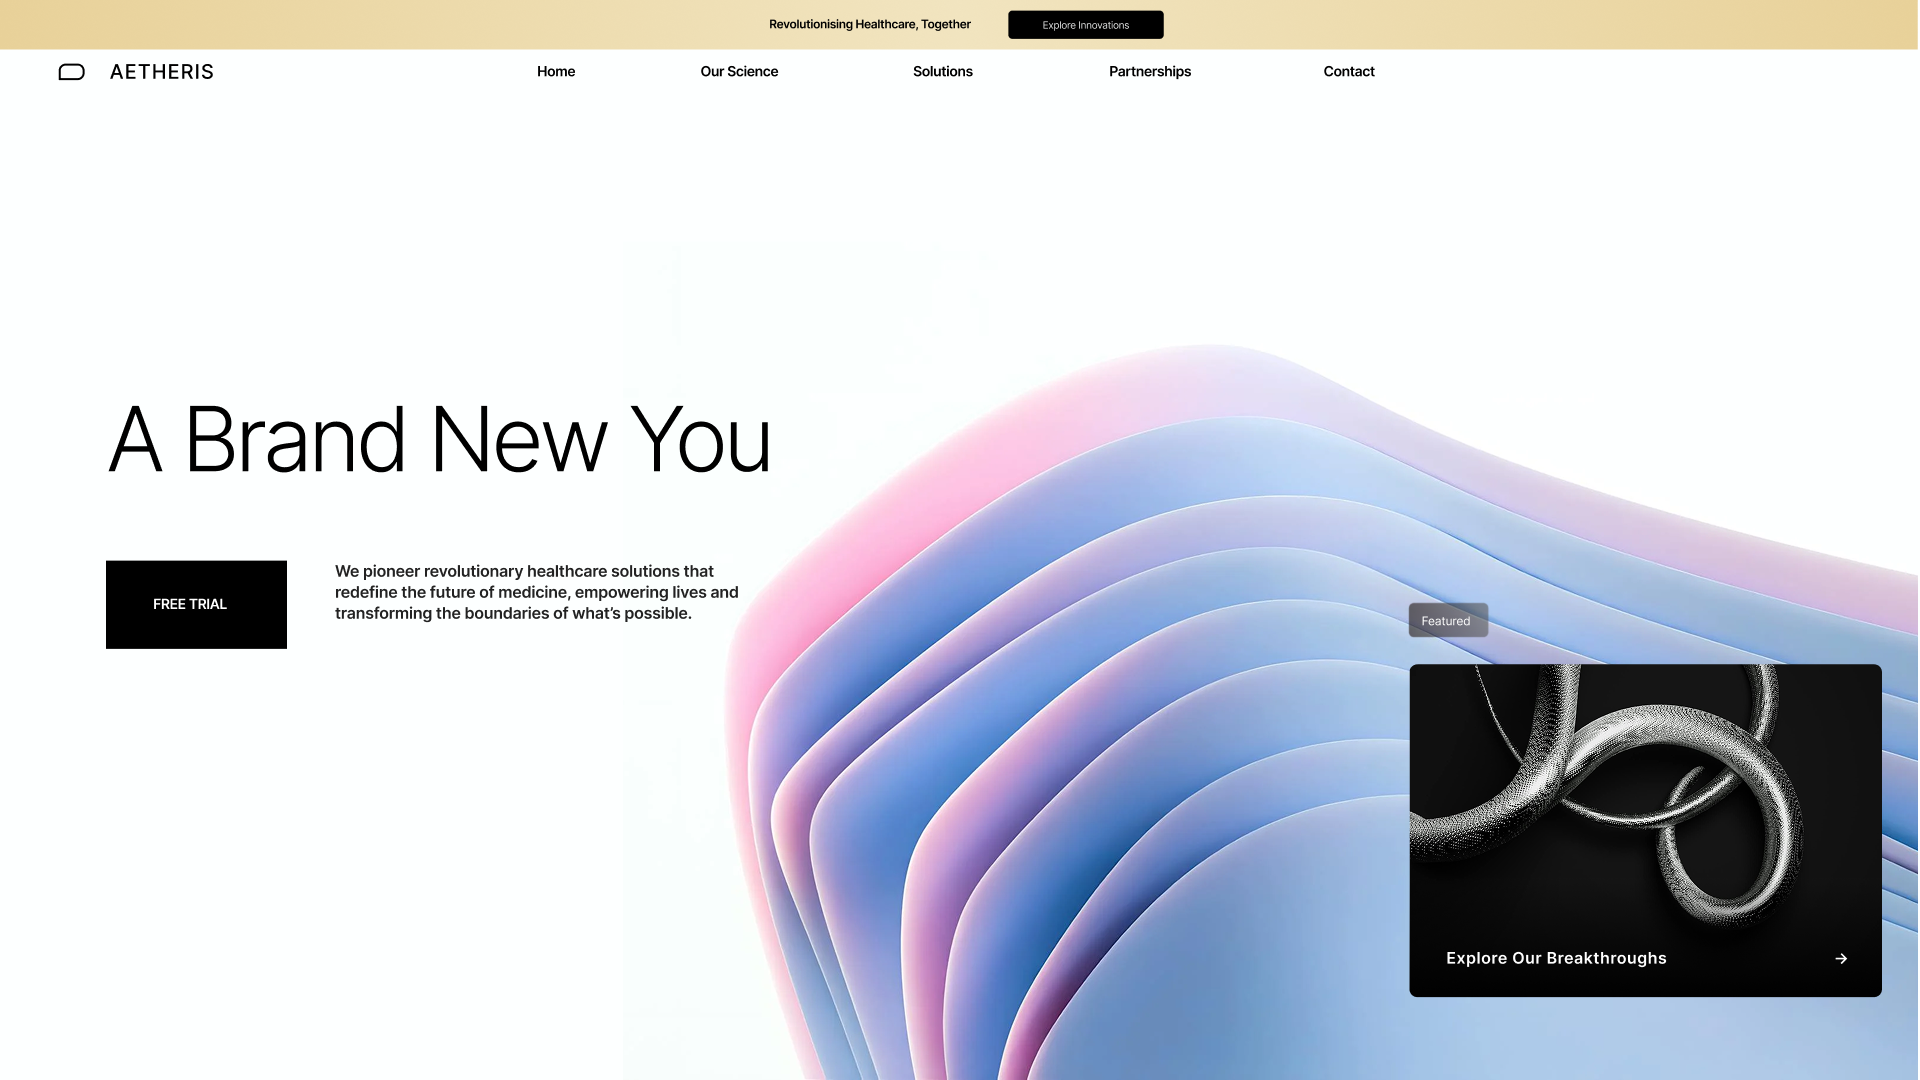 Revolutionising Healthcare, Together
Explore Innovations
AETHERIS
Home
Our Science
Solutions
Partnerships
Contact
A Brand New You
FREE TRIAL
We pioneer revolutionary healthcare solutions that
redefine the future of medicine, empowering lives and
transforming the boundaries of what’s possible.
Featured
Explore Our Breakthroughs